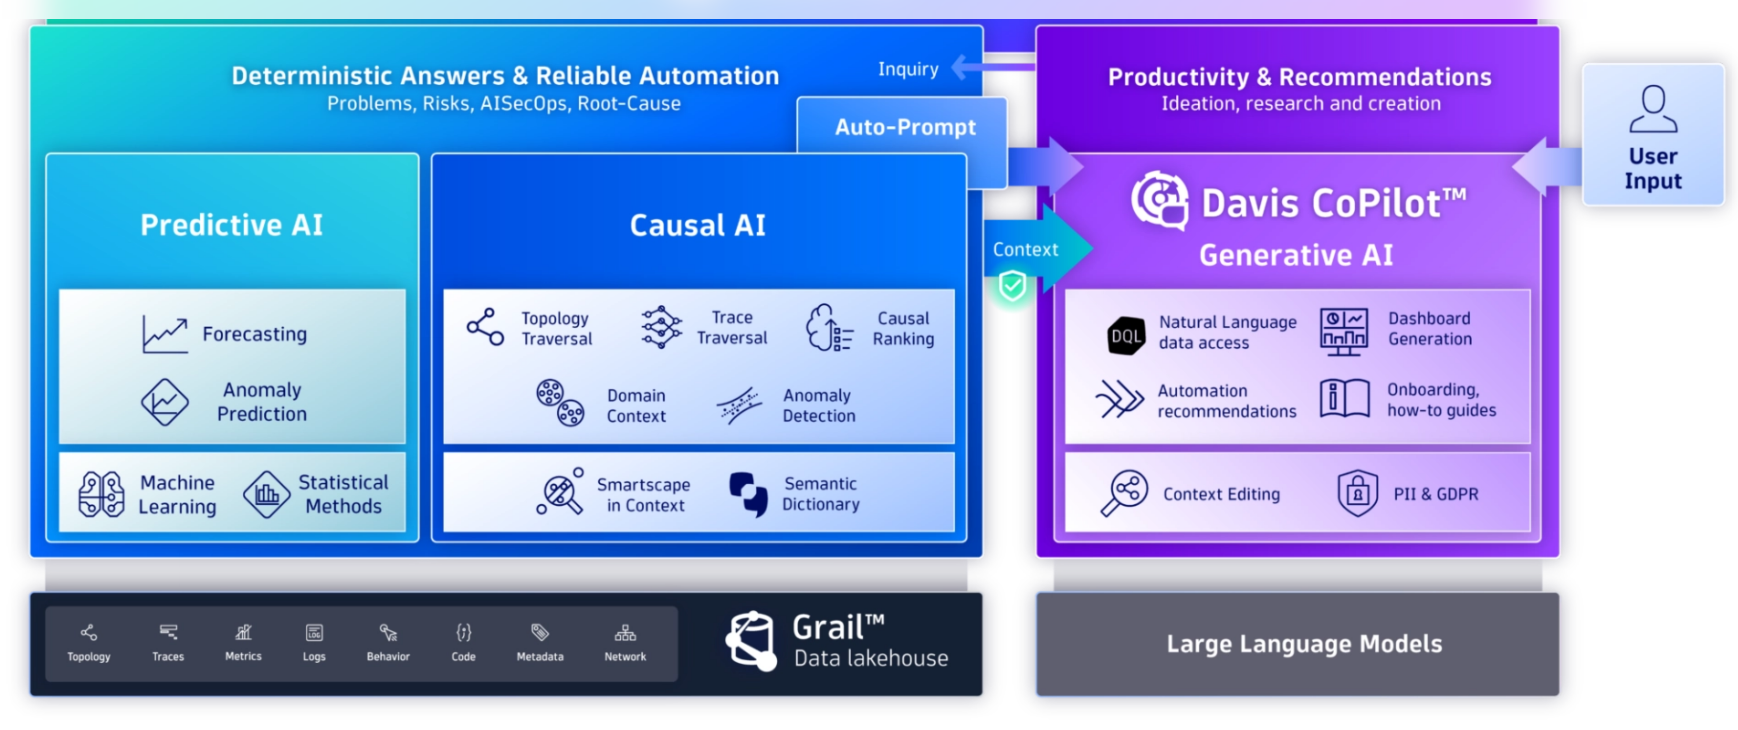 Deterministic Answers & Reliable Automation
Problems, Risks, AISecOps, Root-Cause
Inquiry
Auto-Prompt
Predictive AI
Forecasting
Anomaly
Prediction
Machine
Learning
Statistical
Methods
Causal AI
Topology
Traversal
Trace
Traversal
Causal
Ranking
Domain
Context
Anomaly
Detection
Smartscape
in Context
Semantic
Dictionary
Context
Productivity & Recommendations
Ideation, research and creation
Davis CoPilot™
Generative AI
DQL
Natural Language
data access
Dashboard
Generation
Automation
recommendations
Onboarding,
how-to guides
Context Editing
PII & GDPR
User
Input
LOG
Topology
Traces
Metrics
Logs
Behavior
Code
Metadata
Network
Grail™
Data lakehouse
Large Language Models